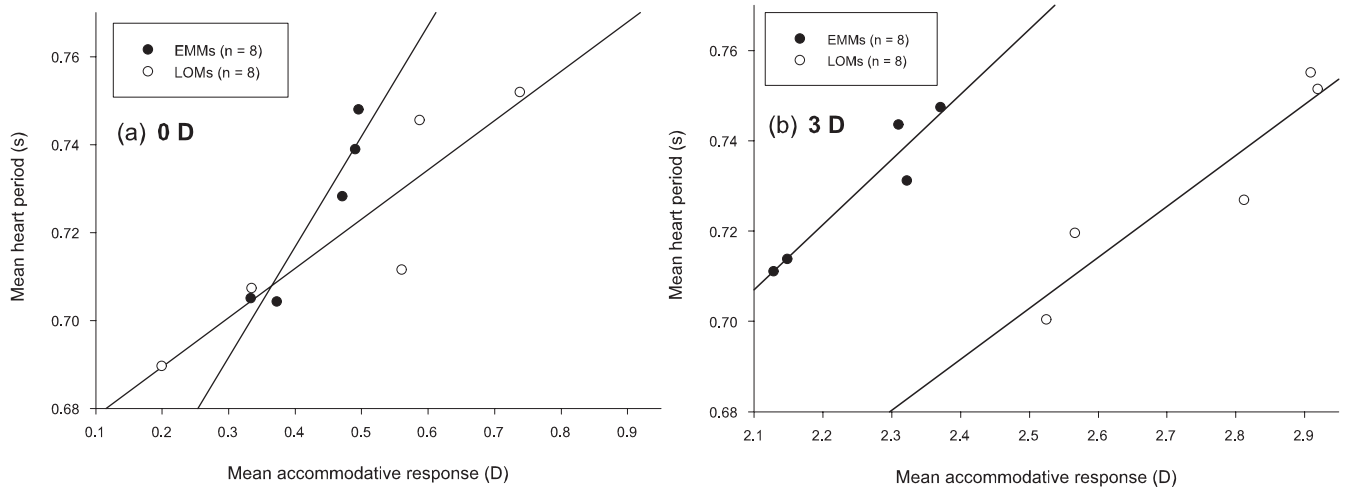 EMMs (n = 8)
LOMs (n = 8)
(a) 0 D
0.76
0.74
0.72
0.70
0.68
Mean heart period (s)
0.1 0.2 0.3 0.4 0.5 0.6 0.7 0.8 0.9
Mean accommodative response (D)
EMMs (n = 8)
LOMs (n = 8)
(b) 3 D
0.76
0.74
0.72
0.70
0.68
Mean heart period (s)
2.1 2.2 2.3 2.4 2.5 2.6 2.7 2.8 2.9
Mean accommodative response (D)